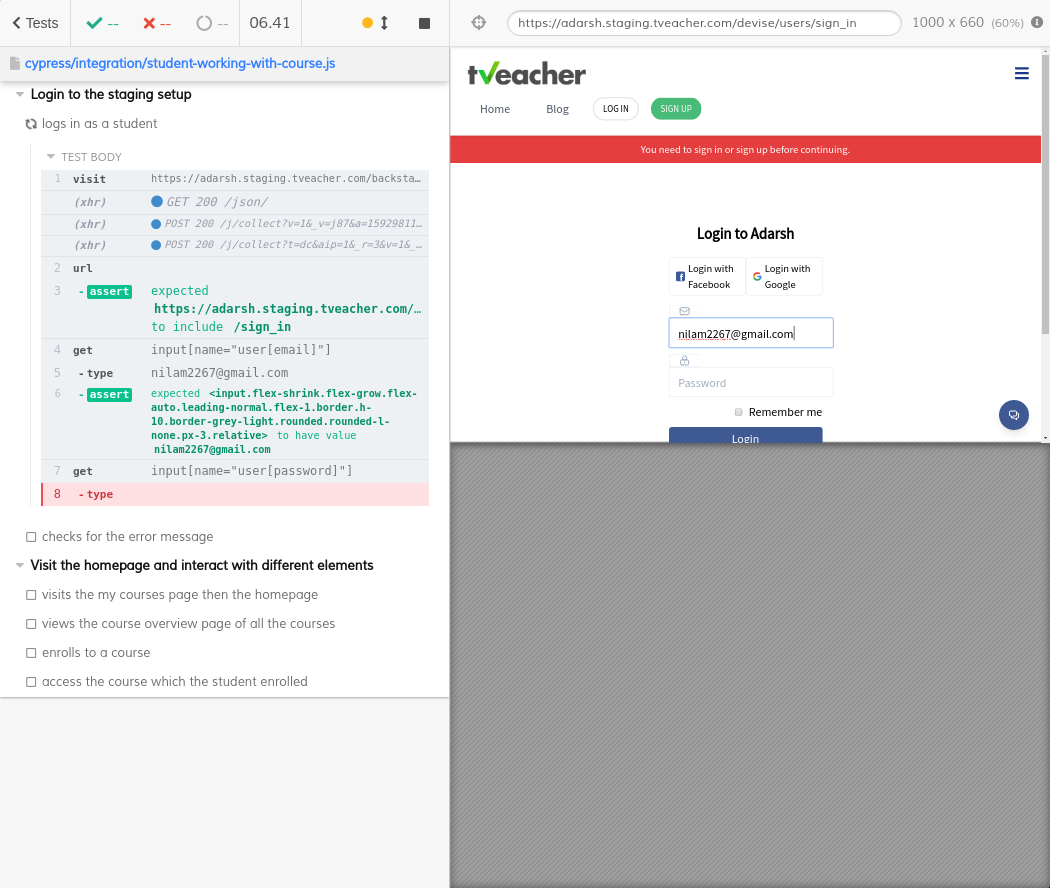 Tests -- -- -- 06.41
https://adarsh.staging.tveacher.com/devise/users/sign_in 1000 x 660 (60%)
cypress/integration/student-working-with-course.js
Login to the staging setup
logs in as a student
TEST BODY
1 visit https://adarsh.staging.tveacher.com/backsta…
(xhr) GET 200 /json/
(xhr) POST 200 /j/collect?v=1&_v=j87&a=15929811…
(xhr) POST 200 /j/collect?t=dc&aip=1&_r=3&v=1&_…
2 url
3 - assert expected
https://adarsh.staging.tveacher.com/…
to include /sign_in
4 get input[name="user[email]"]
5 - type nilam2267@gmail.com
6 - assert expected <input.flex-shrink.flex-grow.flex-
auto.leading-normal.flex-1.border.h-
10.border-grey-light.rounded.rounded-l-
none.px-3.relative> to have value
nilam2267@gmail.com
7 get input[name="user[password]"]
8 - type
checks for the error message
Visit the homepage and interact with different elements
visits the my courses page then the homepage
views the course overview page of all the courses
enrolls to a course
access the course which the student enrolled
tveacher
Home Blog LOG IN SIGN UP
You need to sign in or sign up before continuing.
Login to Adarsh
Login with
Facebook
Login with
Google
nilam2267@gmail.com
Password
Remember me
Login